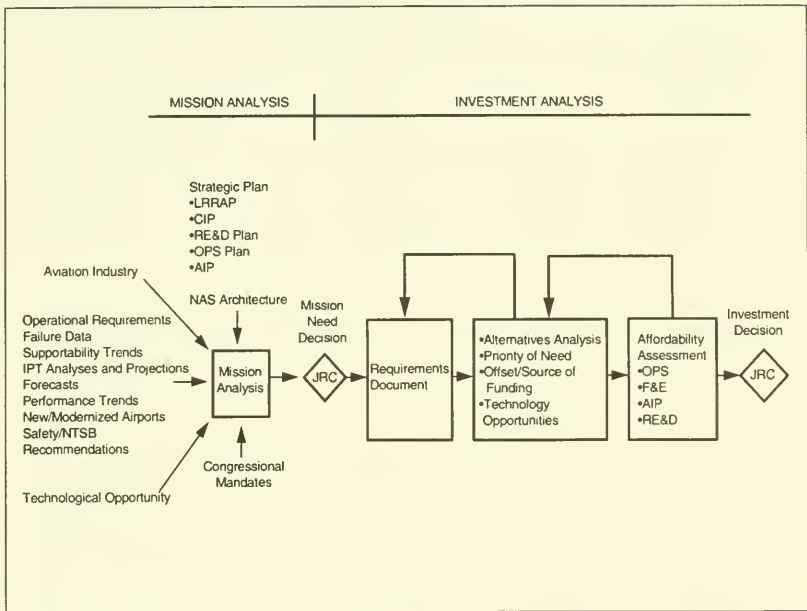 MISSION ANALYSIS
INVESTMENT ANALYSIS
Strategic Plan
•LRRAP
•CIP
•RE&D Plan
•OPS Plan
•AIP
Aviation Industry
NAS Architecture
Operational Requirements
Failure Data
Supportability Trends
IPT Analyses and Projections
Forecasts
Performance Trends
New/Modernized Airports
Safety/NTSB
Recommendations
Technological Opportunity
Mission
Analysis
Congressional
Mandates
Mission
Need
Decision
JRC
Requirements
Document
•Alternatives Analysis
•Priority of Need
•Offset/Source of
Funding
•Technology
Opportunities
Affordability
Assessment
•OPS
•F&E
•AIP
•RE&D
Investment
Decision
JRC